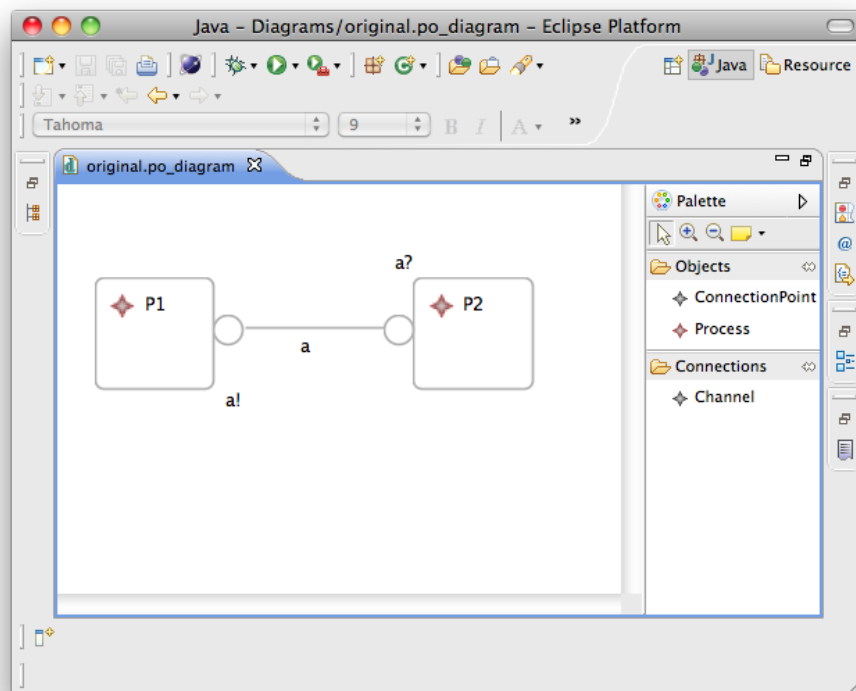 Java – Diagrams/original.po_diagram – Eclipse Platform
Java
Resource
Tahoma
9
B
I
A
»
original.po_diagram
Palette
a?
Objects
P1
P2
ConnectionPoint
Process
a
Connections
a!
Channel
@